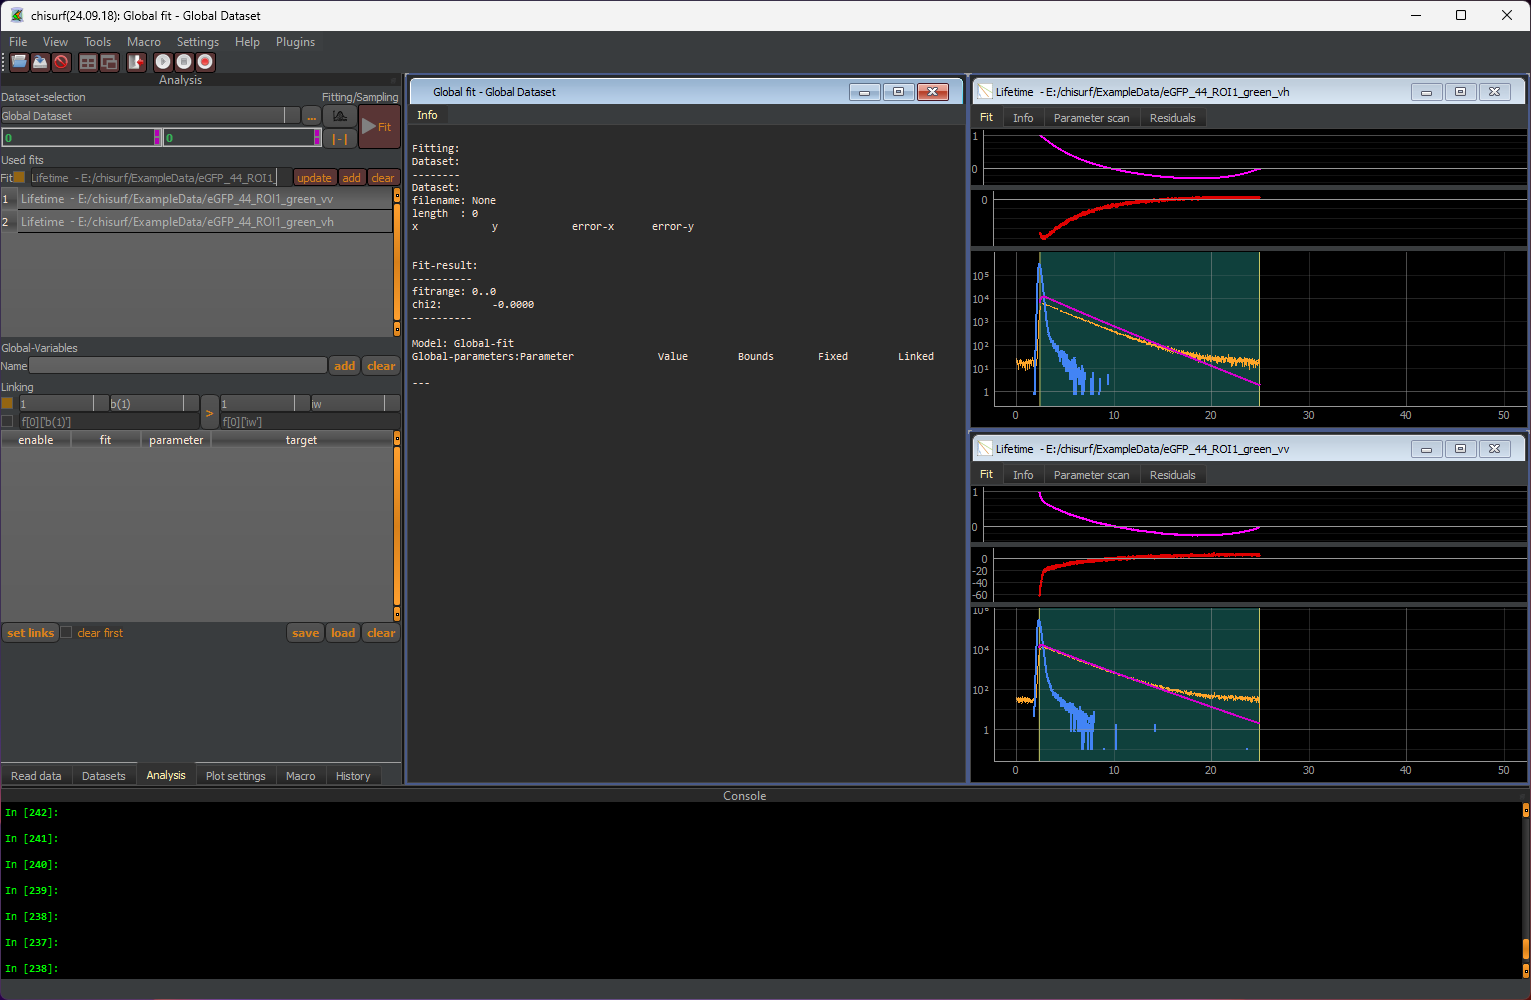 chisurf(24.09.18): Global fit - Global Dataset
File View Tools Macro Settings Help Plugins
Analysis
Dataset-selection Fitting/Sampling
Global Dataset ...
0 0 |-| Fit
Used fits
Fit Lifetime - E:/chisurf/ExampleData/eGFP_44_ROI1_ update add clear
1 Lifetime - E:/chisurf/ExampleData/eGFP_44_ROI1_green_vv
2 Lifetime - E:/chisurf/ExampleData/eGFP_44_ROI1_green_vh
Global-Variables
Name add clear
Linking
1 b(1) > 1 iw
f[0]['b(1)'] f[0]['iw']
enable fit parameter target
set links clear first save load clear
Read data Datasets Analysis Plot settings Macro History
Global fit - Global Dataset
Info
Fitting:
Dataset:
--------
Dataset:
filename: None
length  : 0
x y error-x error-y
Fit-result:
----------
fitrange: 0..0
chi2: -0.0000
----------
Model: Global-fit
Global-parameters:Parameter Value Bounds Fixed Linked
---
Lifetime - E:/chisurf/ExampleData/eGFP_44_ROI1_green_vh
Fit Info Parameter scan Residuals
1
0
0
10⁵
10⁴
10³
10²
10¹
1
0 10 20 30 40 50
Lifetime - E:/chisurf/ExampleData/eGFP_44_ROI1_green_vv
Fit Info Parameter scan Residuals
1
0
0
-20
-40
-60
10⁶
10⁴
10²
1
0 10 20 30 40 50
Console
In [242]:
In [241]:
In [240]:
In [239]:
In [238]:
In [237]:
In [238]: